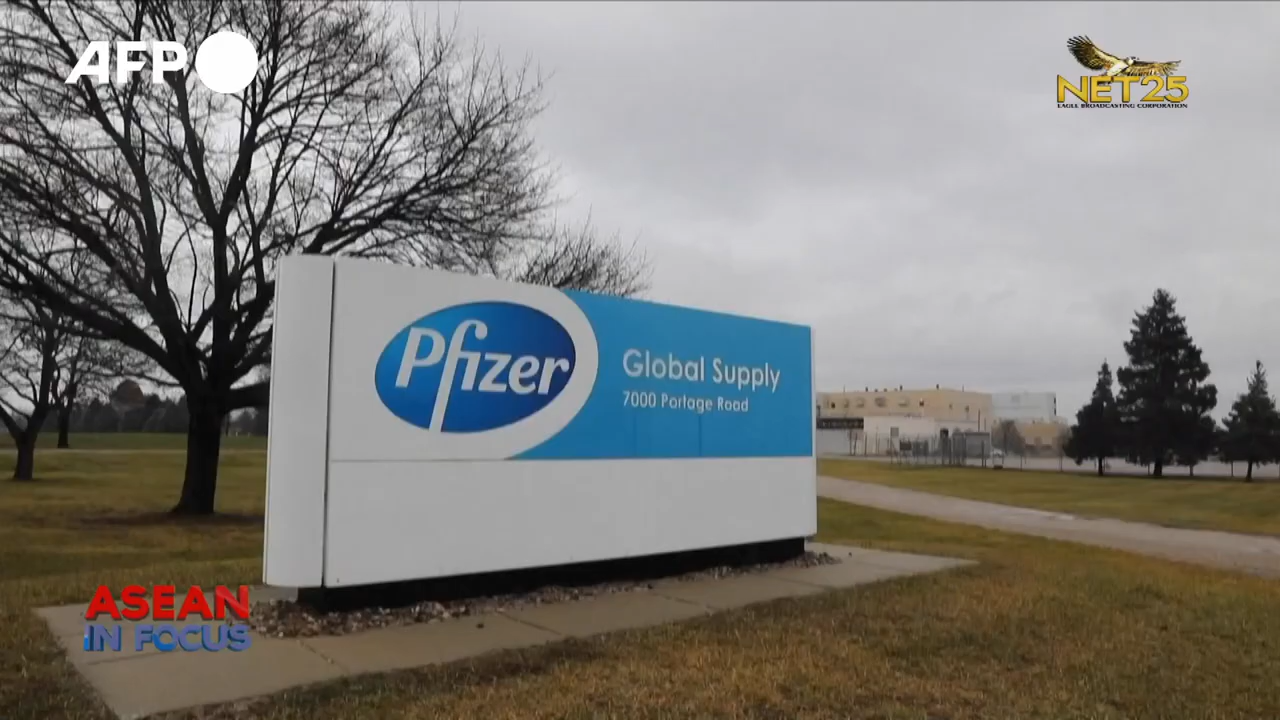 AFP
NET25
EAGLE BROADCASTING CORPORATION
Pfizer
Global Supply
7000 Portage Road
ASEAN
IN FOCUS